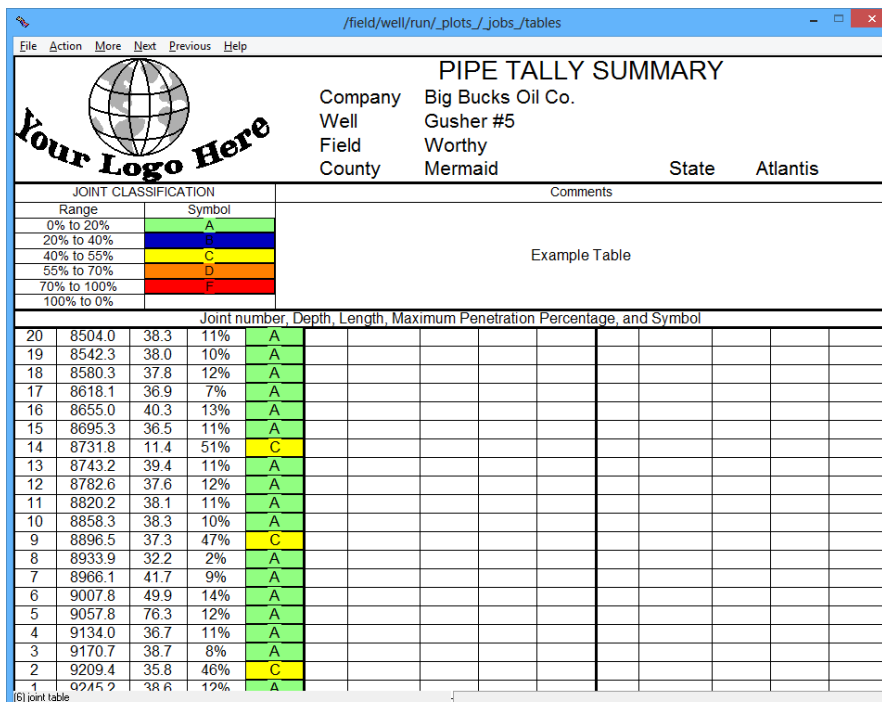 /field/well/run/_plots_/_jobs_/tables
File Action More Next Previous Help
Your Logo Here
PIPE TALLY SUMMARY
Company Big Bucks Oil Co.
Well Gusher #5
Field Worthy
County Mermaid State Atlantis
JOINT CLASSIFICATION Comments
Range Symbol
0% to 20% A
20% to 40% B
40% to 55% C
55% to 70% D
70% to 100% F
100% to 0%
Example Table
Joint number, Depth, Length, Maximum Penetration Percentage, and Symbol
20 8504.0 38.3 11% A
19 8542.3 38.0 10% A
18 8580.3 37.8 12% A
17 8618.1 36.9 7% A
16 8655.0 40.3 13% A
15 8695.3 36.5 11% A
14 8731.8 11.4 51% C
13 8743.2 39.4 11% A
12 8782.6 37.6 12% A
11 8820.2 38.1 11% A
10 8858.3 38.3 10% A
9 8896.5 37.3 47% C
8 8933.9 32.2 2% A
7 8966.1 41.7 9% A
6 9007.8 49.9 14% A
5 9057.8 76.3 12% A
4 9134.0 36.7 11% A
3 9170.7 38.7 8% A
2 9209.4 35.8 46% C
1 9245.2 38.6 12% A
(6) joint table